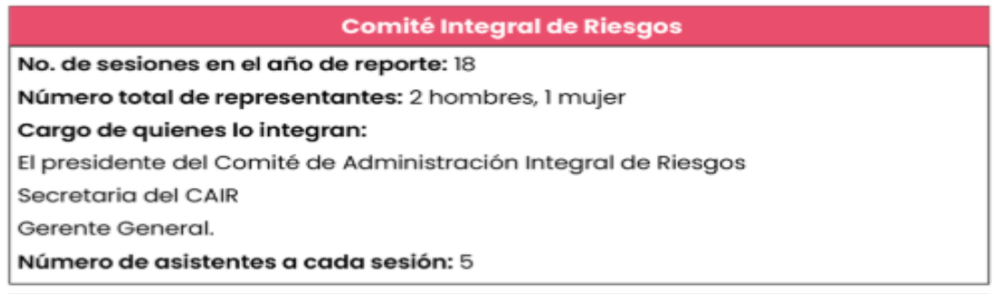 Comité Integral de Riesgos
No. de sesiones en el año de reporte: 18
Número total de representantes: 2 hombres, 1 mujer
Cargo de quienes lo integran:
El presidente del Comité de Administración Integral de Riesgos
Secretaria del CAIR
Gerente General.
Número de asistentes a cada sesión: 5